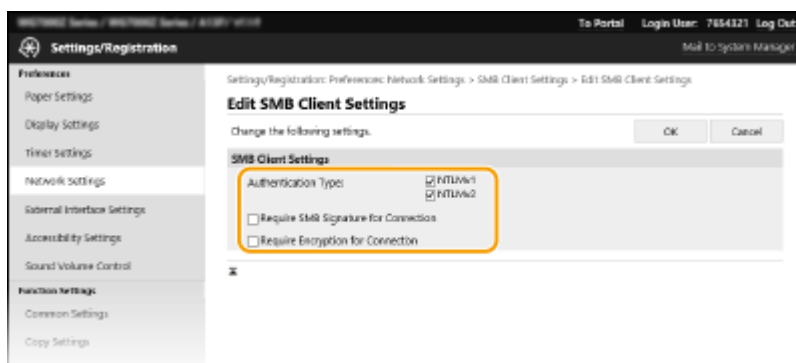 To Portal Login User: 7654321 Log Out
Settings/Registration
Mail to System Manager
Preferences
Paper Settings
Display Settings
Timer Settings
Network Settings
External Interface Settings
Accessibility Settings
Sound Volume Control
Function Settings
Common Settings
Copy Settings
Settings/Registration: Preferences: Network Settings > SMB Client Settings > Edit SMB Client Settings
Edit SMB Client Settings
Change the following settings.
OK
Cancel
SMB Client Settings
Authentication Type:
NTLMv1
NTLMv2
Require SMB Signature for Connection
Require Encryption for Connection